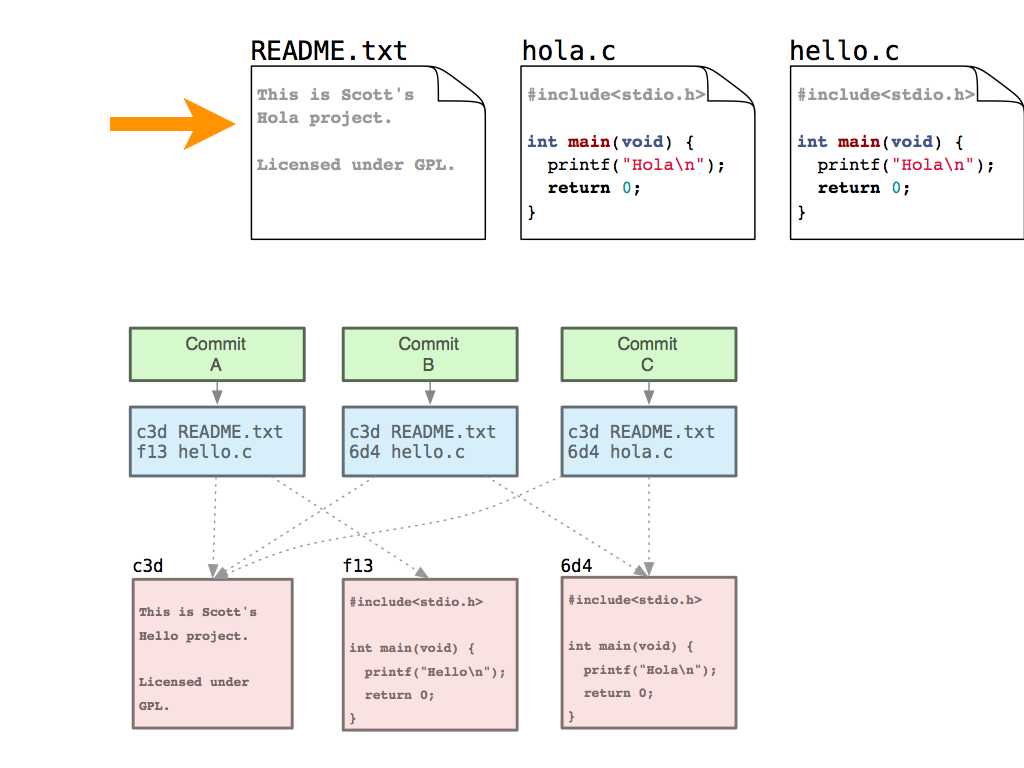 README.txt
This is Scott's
Hola project.
Licensed under GPL.
hola.c
#include<stdio.h>
int main(void) {
printf("Hola\n");
return 0;
}
hello.c
#include<stdio.h>
int main(void) {
printf("Hola\n");
return 0;
}
Commit
A
Commit
B
Commit
C
c3d README.txt
f13 hello.c
c3d README.txt
6d4 hello.c
c3d README.txt
6d4 hola.c
c3d
This is Scott's
Hello project.
Licensed under
GPL.
f13
#include<stdio.h>
int main(void) {
printf("Hello\n");
return 0;
}
6d4
#include<stdio.h>
int main(void) {
printf("Hola\n");
return 0;
}